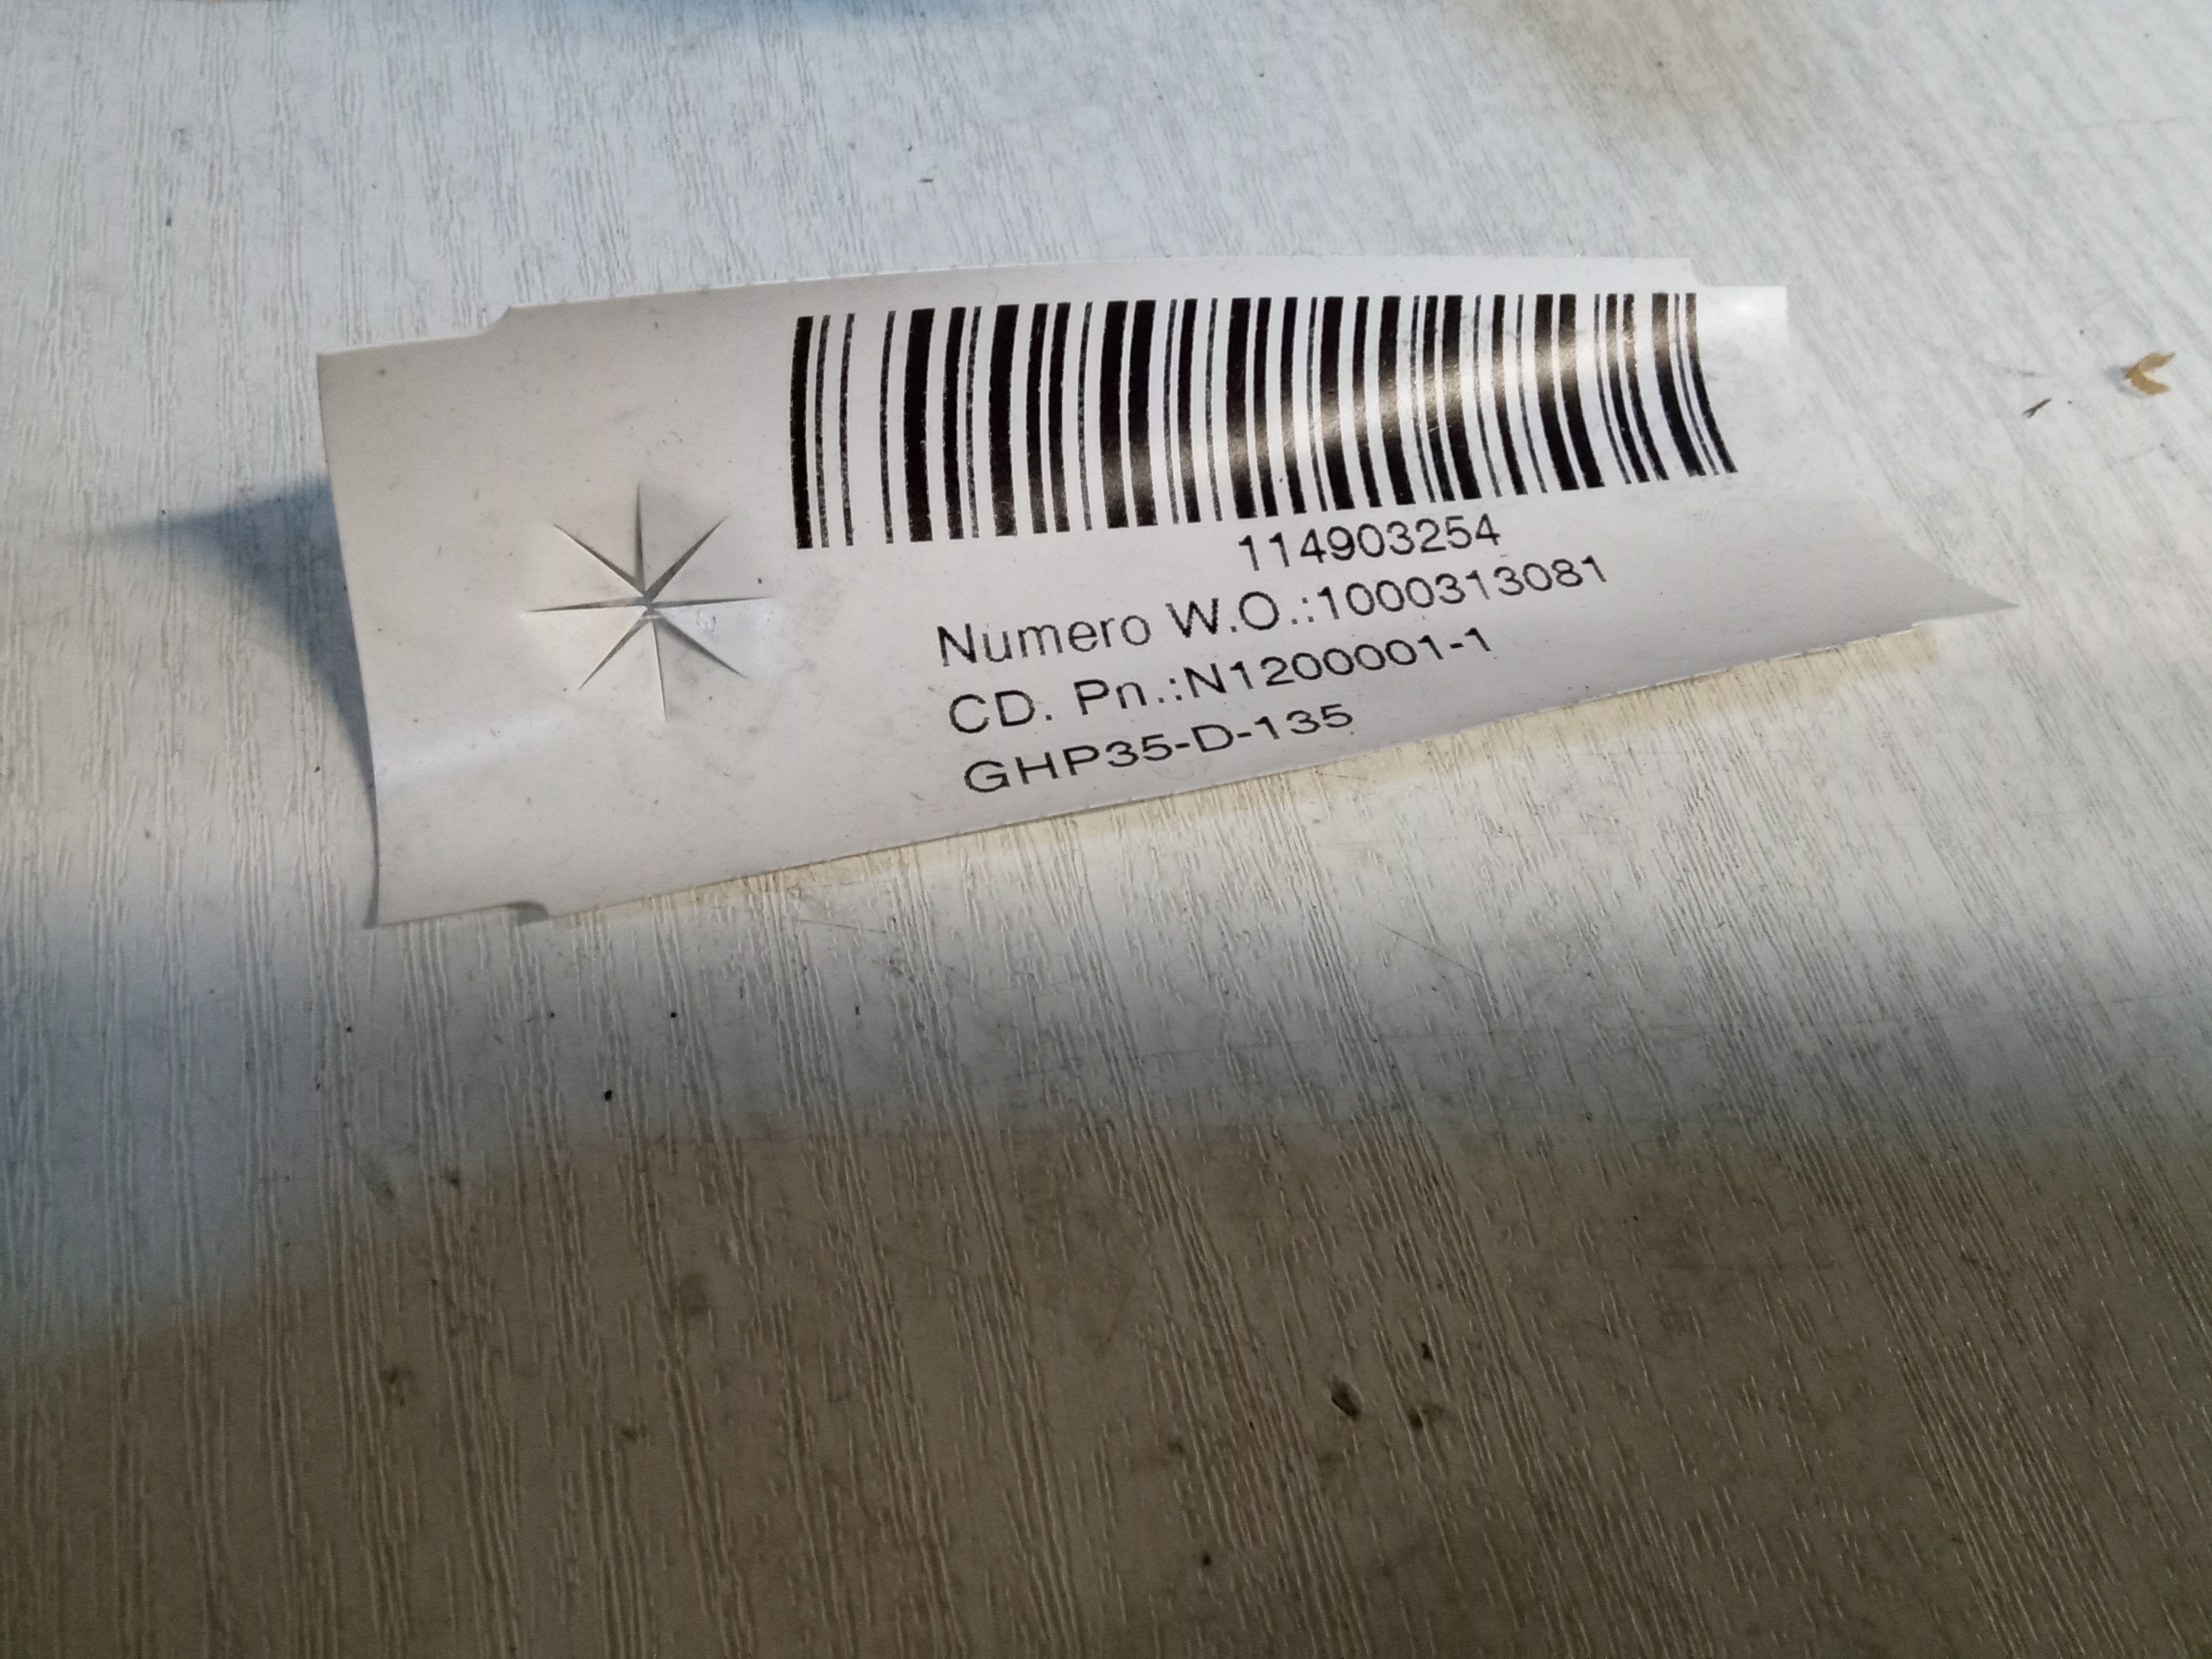 114903254
Numero W.O.:1000313081
CD. Pn.:N1200001-1
GHP35-D-135